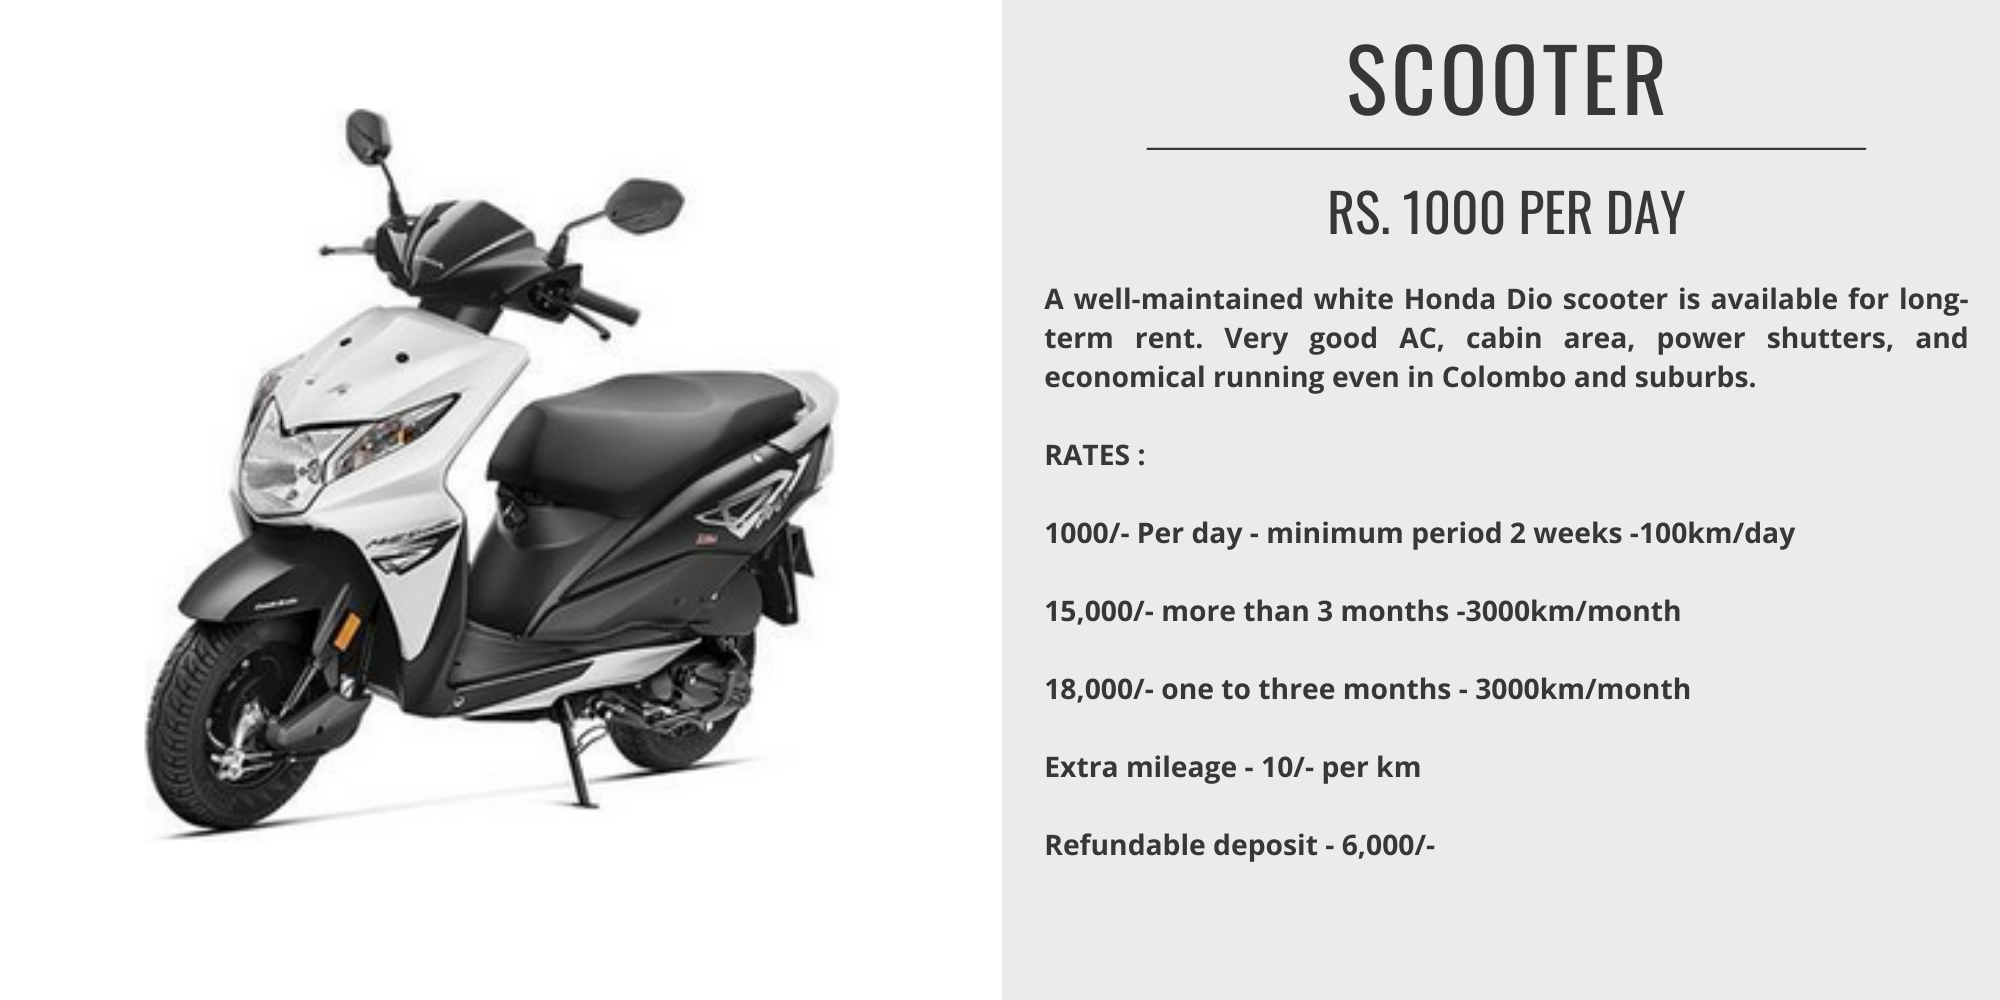 SCOOTER
RS. 1000 PER DAY
A well-maintained white Honda Dio scooter is available for long-
term rent. Very good AC, cabin area, power shutters, and
economical running even in Colombo and suburbs.
RATES :
1000/- Per day - minimum period 2 weeks -100km/day
15,000/- more than 3 months -3000km/month
18,000/- one to three months - 3000km/month
Extra mileage - 10/- per km
Refundable deposit - 6,000/-